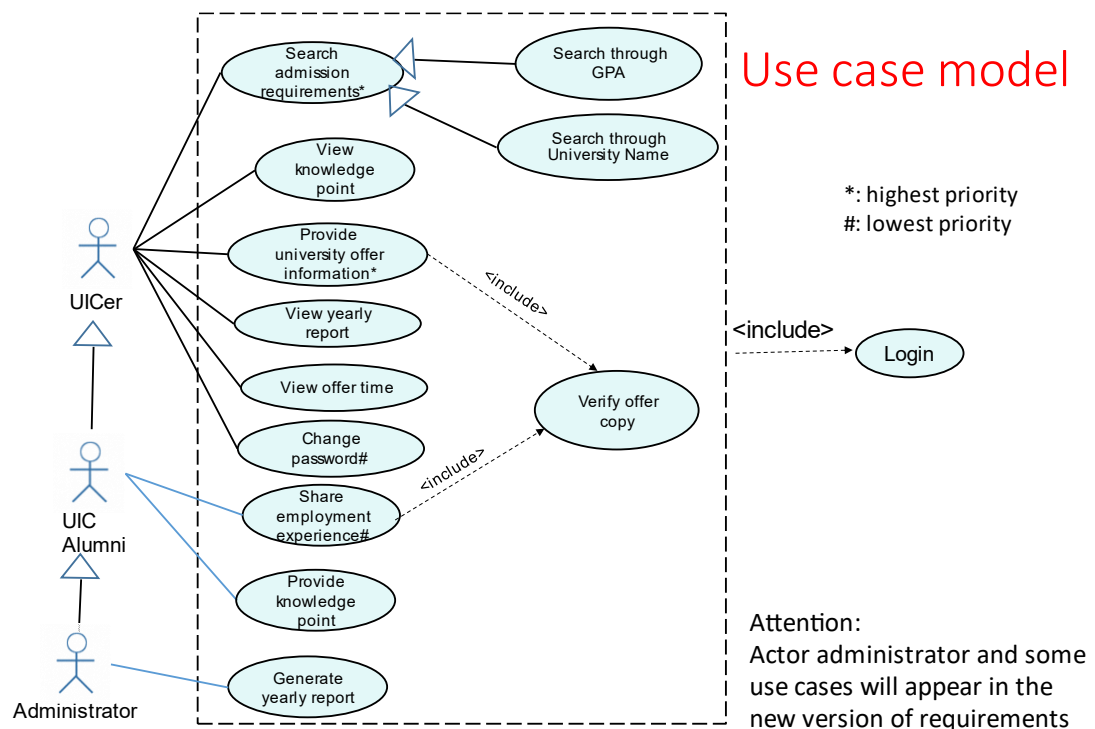 Use case model
Search
admission
requirements*
Search through
GPA
Search through
University Name
View
knowledge
point
*: highest priority
#: lowest priority
Provide
university offer
information*
<include>
UICer
View yearly
report
<include>
Login
View offer time
Verify offer
copy
Change
password#
<include>
Share
employment
experience#
UIC
Alumni
Provide
knowledge
point
Generate
yearly report
Administrator
Attention:
Actor administrator and some
use cases will appear in the
new version of requirements